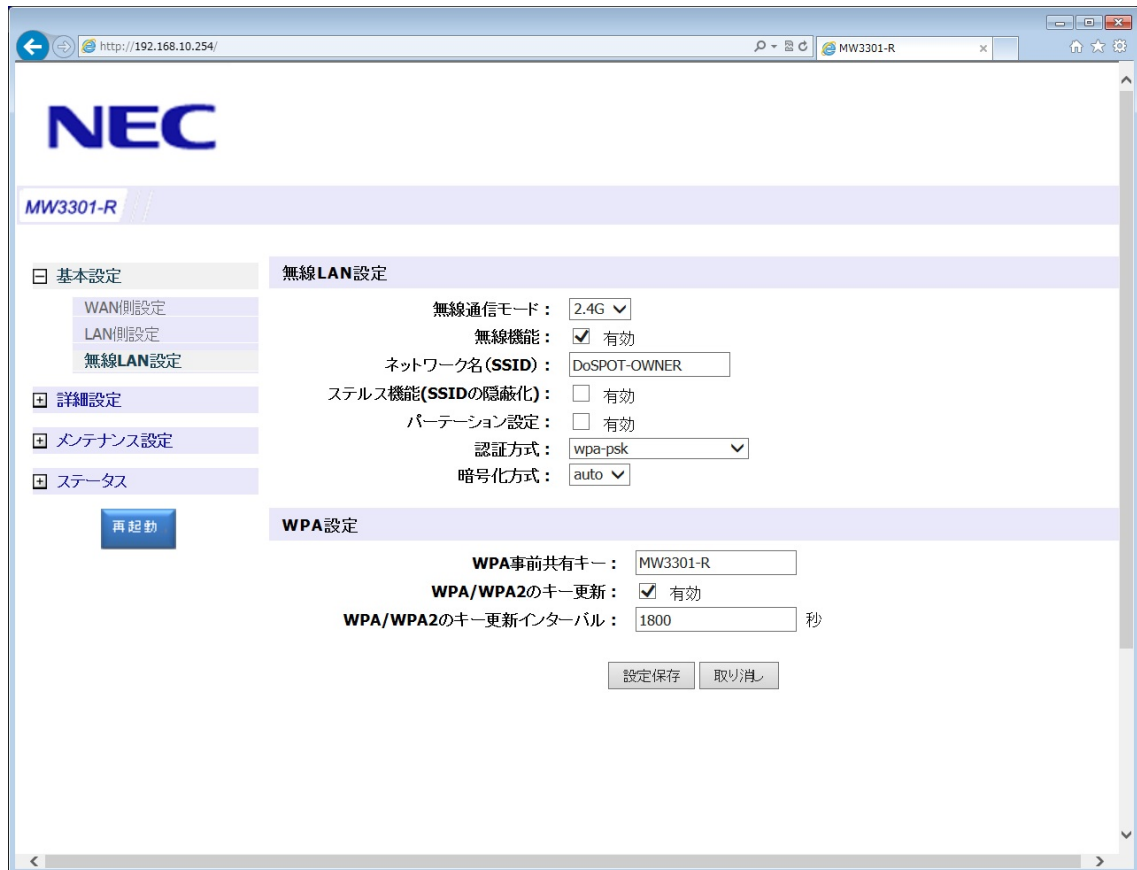 http://192.168.10.254/
MW3301-R
NEC
MW3301-R
基本設定
WAN側設定
LAN側設定
無線LAN設定
詳細設定
メンテナンス設定
ステータス
再起動
無線LAN設定
無線通信モード： 2.4G
無線機能： 有効
ネットワーク名(SSID)： DoSPOT-OWNER
ステルス機能(SSIDの隠蔽化)： 有効
パーテーション設定： 有効
認証方式： wpa-psk
暗号化方式： auto
WPA設定
WPA事前共有キー： MW3301-R
WPA/WPA2のキー更新： 有効
WPA/WPA2のキー更新インターバル： 1800 秒
設定保存 取り消し